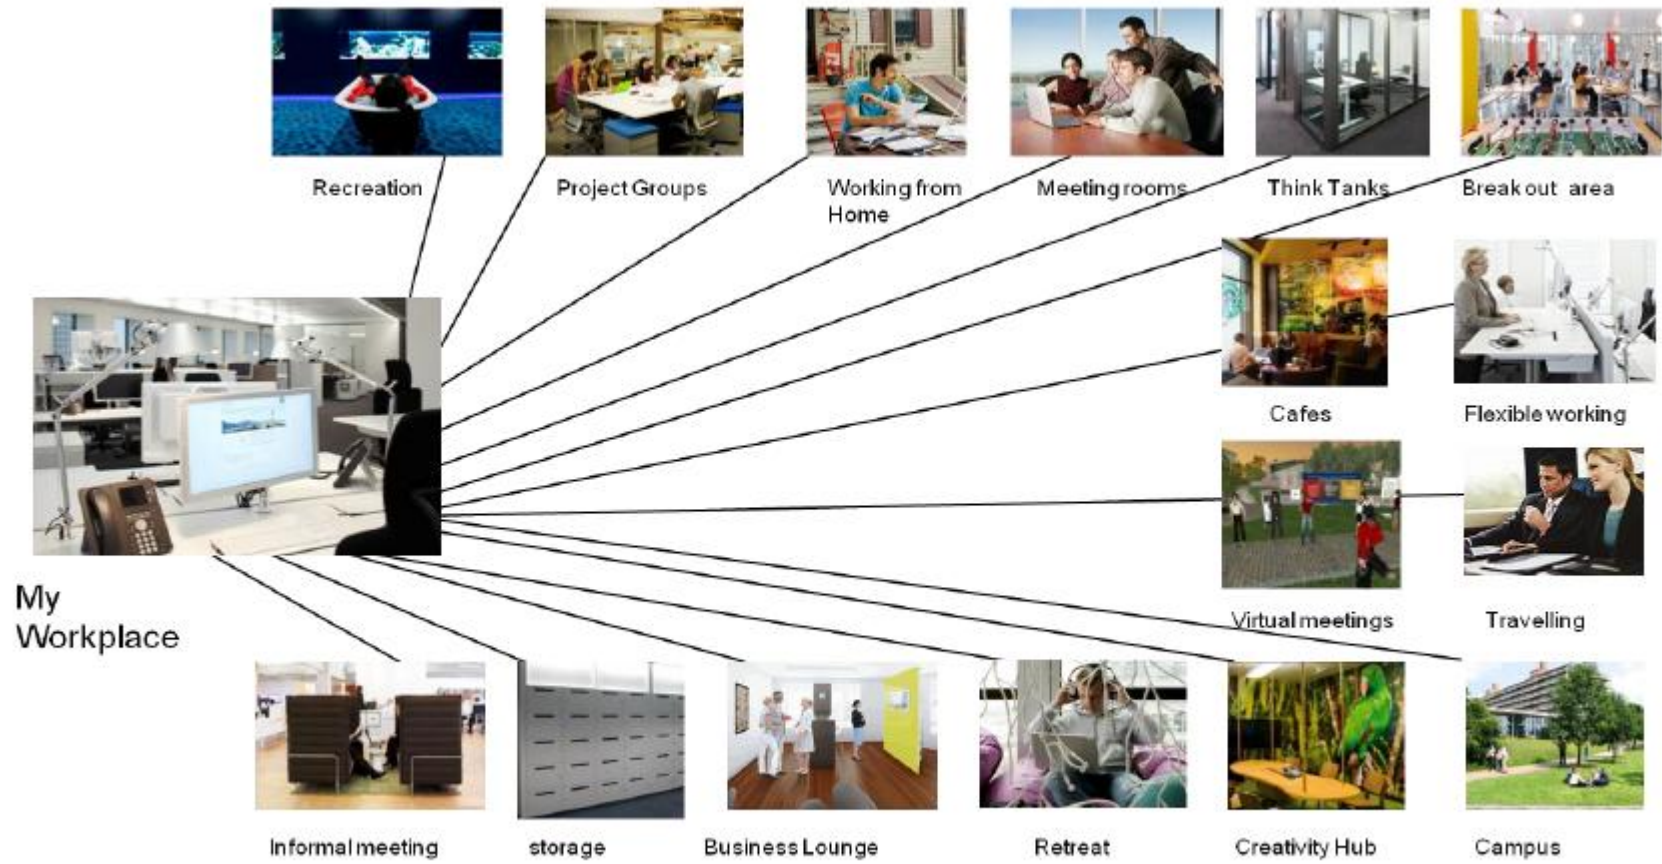 Recreation
Project Groups
Working from
Home
Meeting rooms
Think Tanks
Break out area
Cafes
Flexible working
My
Workplace
Virtual meetings
Travelling
Informal meeting
storage
Business Lounge
Retreat
Creativity Hub
Campus